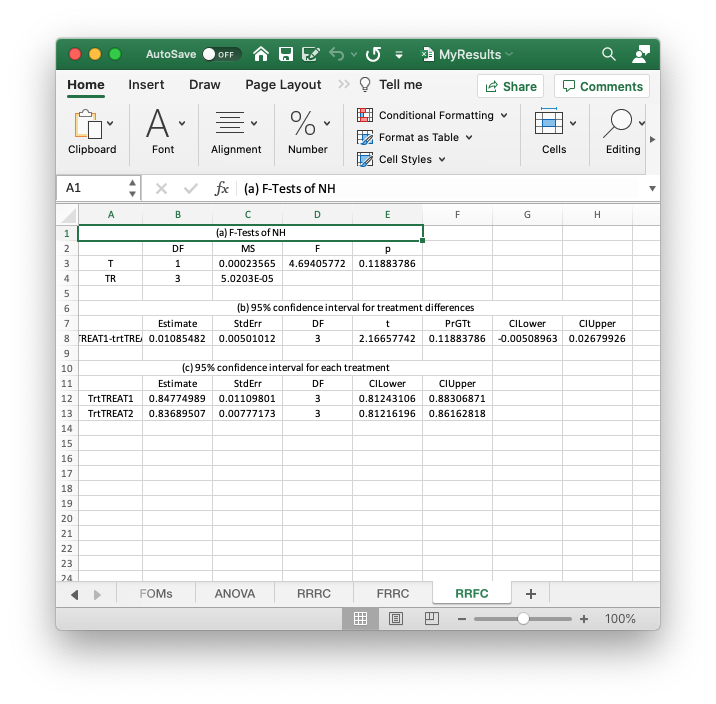 AutoSave OFF MyResults
Home Insert Draw Page Layout Tell me Share Comments
Clipboard Font Alignment % Number Conditional Formatting Format as Table Cell Styles Cells Editing
A1 fx (a) F-Tests of NH
A B C D E F G H
1 (a) F-Tests of NH
2 DF MS F p
3 T 1 0.00023565 4.69405772 0.11883786
4 TR 3 5.0203E-05
5
6 (b) 95% confidence interval for treatment differences
7 Estimate StdErr DF t PrGTt CILower CIUpper
8 TREAT1-trtTREA 0.01085482 0.00501012 3 2.16657742 0.11883786 -0.00508963 0.02679926
9
10 (c) 95% confidence interval for each treatment
11 Estimate StdErr DF CILower CIUpper
12 TrtTREAT1 0.84774989 0.01109801 3 0.81243106 0.88306871
13 TrtTREAT2 0.83689507 0.00777173 3 0.81216196 0.86162818
14
15
16
17
18
19
20
21
22
23
24
FOMs ANOVA RRRC FRRC RRFC +
100%